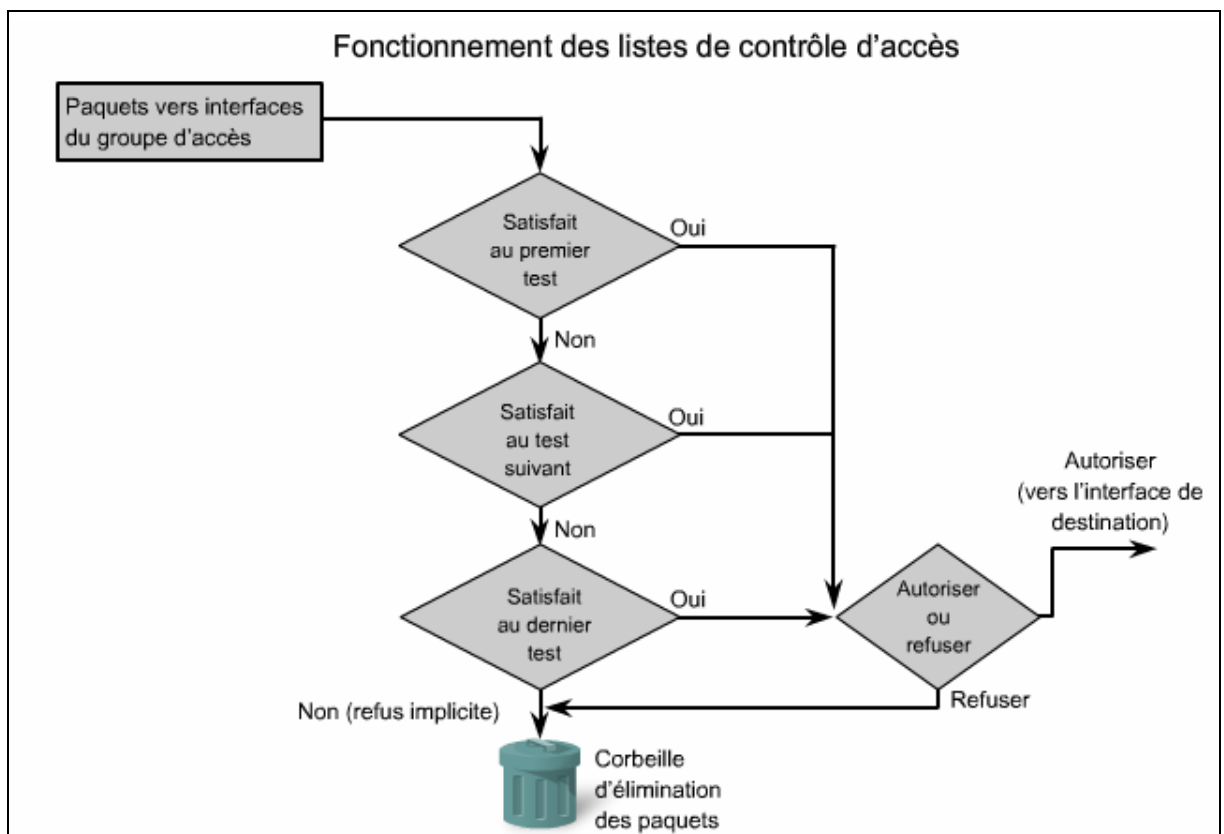 Fonctionnement des listes de contrôle d'accès
Paquets vers interfaces
du groupe d'accès
Satisfait
au premier
test
Oui
Non
Satisfait
au test
suivant
Oui
Non
Satisfait
au dernier
test
Oui
Autoriser
ou
refuser
Autoriser
(vers l'interface de
destination)
Refuser
Non (refus implicite)
Corbeille
d'élimination
des paquets